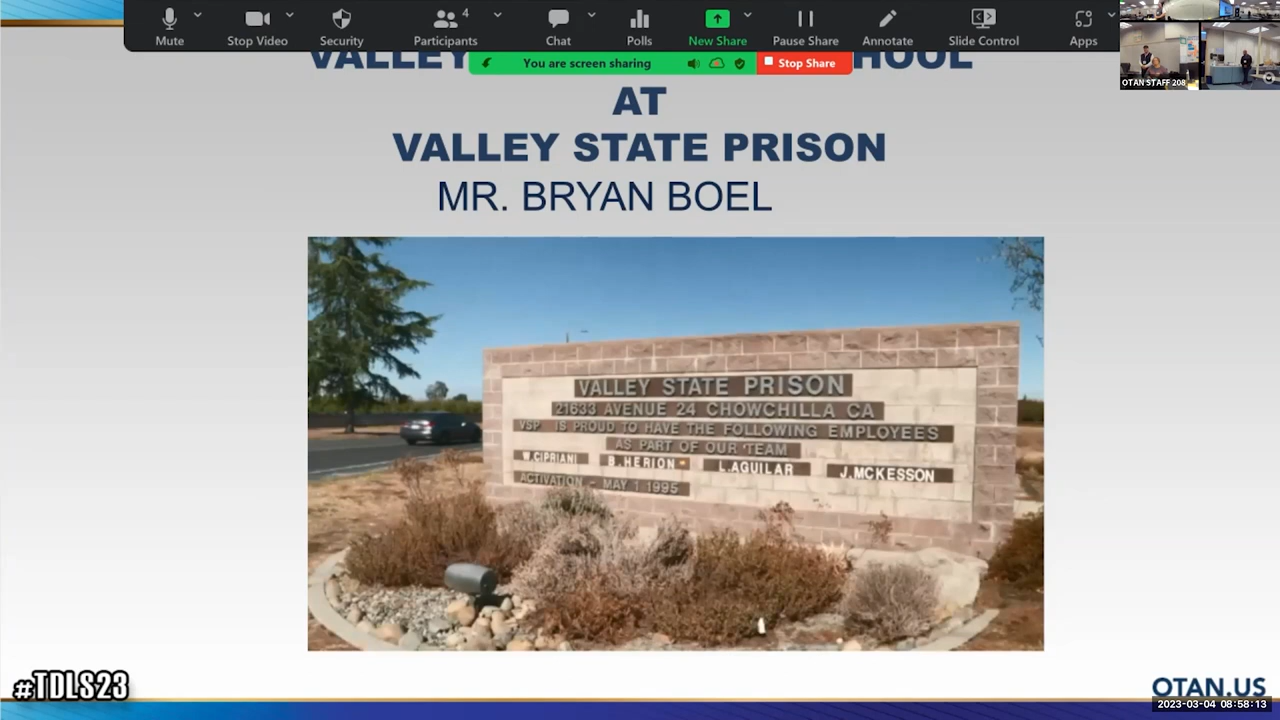 Mute
Stop Video
Security
4
Participants
Chat
Polls
New Share
Pause Share
Annotate
Slide Control
Apps
You are screen sharing
Stop Share
OTAN STAFF 208
VALLEY
AT
VALLEY STATE PRISON
MR. BRYAN BOEL
VALLEY STATE PRISON
21633 AVENUE 24 CHOWCHILLA CA
VSP IS PROUD TO HAVE THE FOLLOWING EMPLOYEES
AS PART OF OUR TEAM
W.CIPRIANI B.HERION L.AGUILAR J.MCKESSON
ACTIVATION - MAY 1 1995
#TDLS23
OTAN.US
2023-03-04 08:58:13